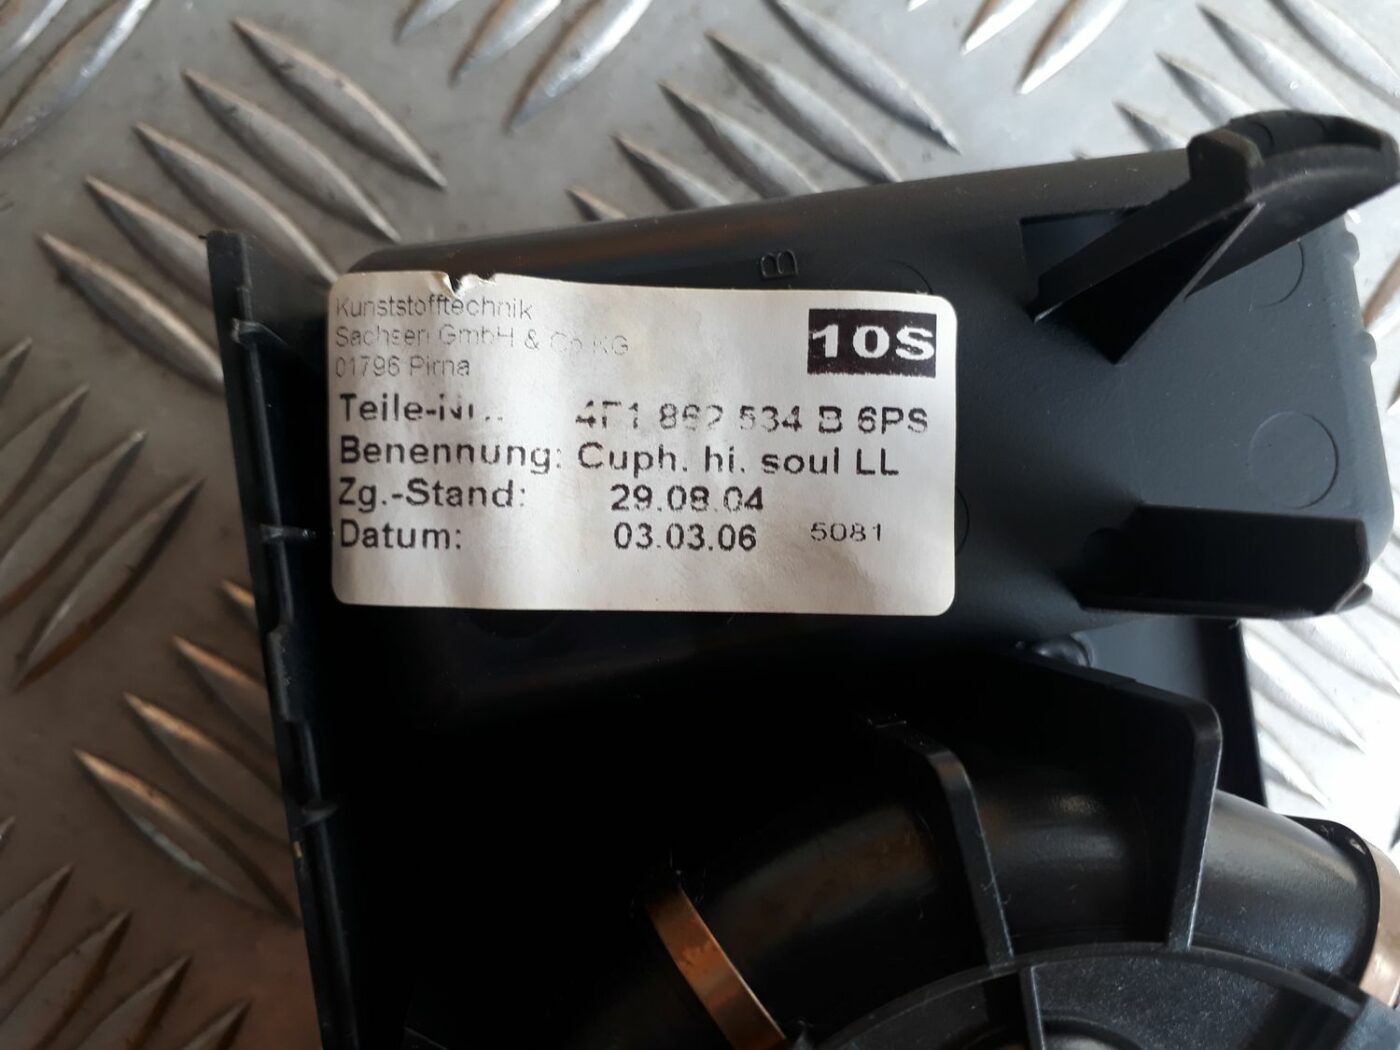 B
Kunststofftechnik
Sachsen GmbH & Co KG
01796 Pirna
10S
Teile-Nr.: 4F1 862 534 B 6PS
Benennung: Cuph. hi. soul LL
Zg.-Stand: 29.08.04
Datum: 03.03.06 5081